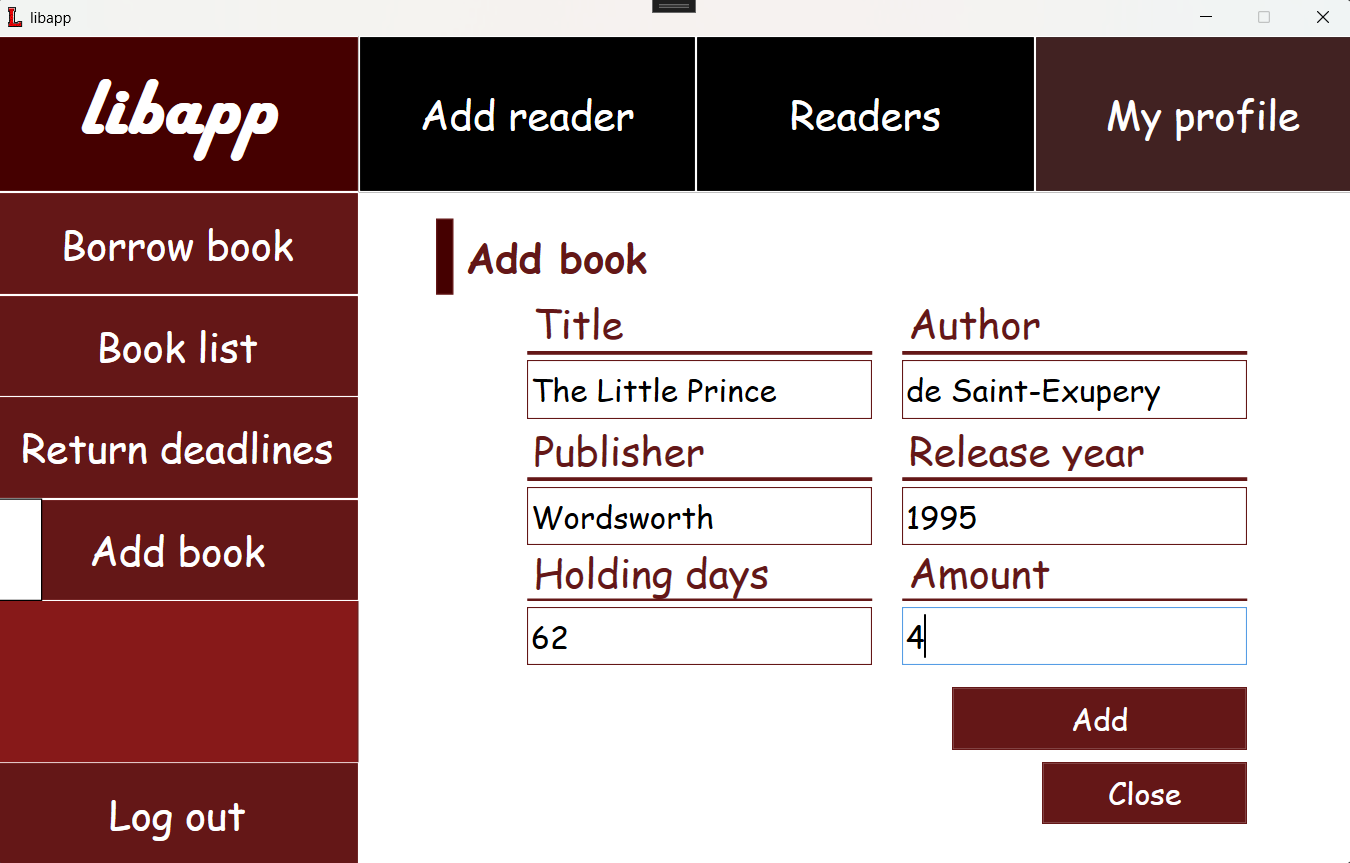 libapp
libapp
Add reader
Readers
My profile
Borrow book
Book list
Return deadlines
Add book
Log out
Add book
Title
Author
The Little Prince
de Saint-Exupery
Publisher
Release year
Wordsworth
1995
Holding days
Amount
62
4
Add
Close